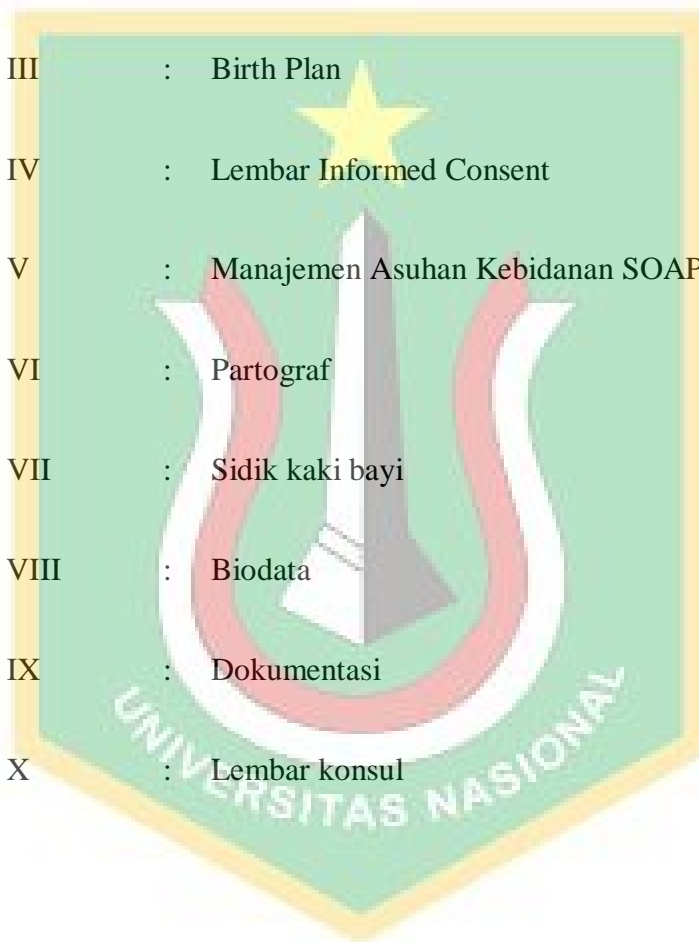 III : Birth Plan
IV : Lembar Informed Consent
V : Manajemen Asuhan Kebidanan SOAP
VI : Partograf
VII : Sidik kaki bayi
VIII : Biodata
IX : Dokumentasi
X : Lembar konsul
UNIVERSITAS NASIONAL